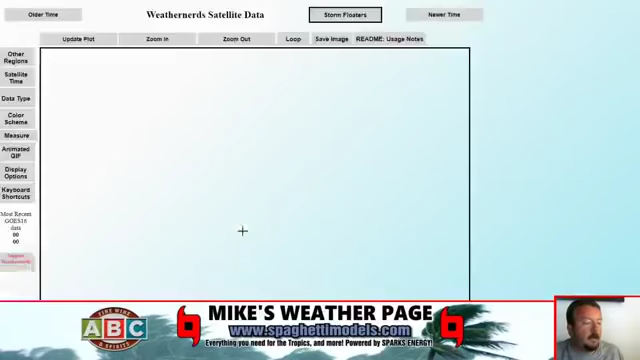 Older Time
Weathernerds Satellite Data
Storm Floaters
Newer Time
Update Plot
Zoom In
Zoom Out
Loop
Save Image
README: Usage Notes
Other
Regions
Satellite
Time
Data Type
Color
Scheme
Measure
Animated
GIF
Display
Options
Keyboard
Shortcuts
Most Recent
GOES16
data
00
00
FINE WINE
ABC
& SPIRITS
MIKE'S WEATHER PAGE
www.spaghettimodels.com
Everything you need for the Tropics, and more! Powered by SPARKS ENERGY!